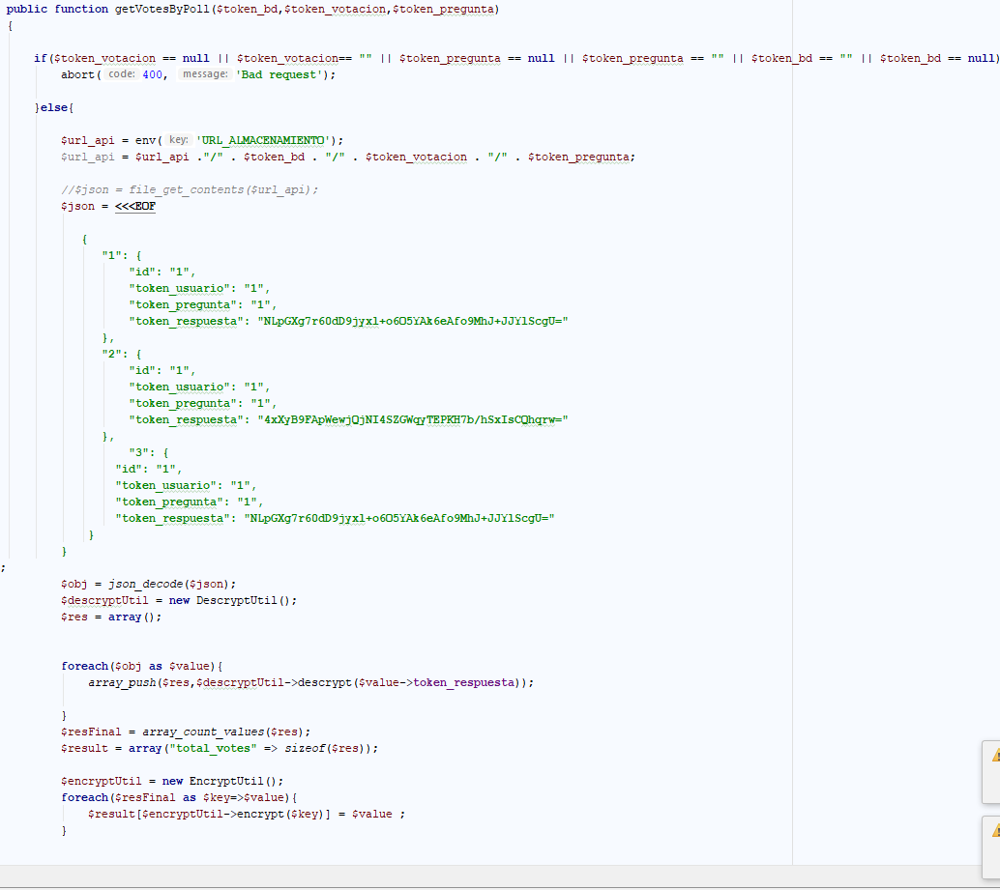 public function getVotesByPoll($token_bd,$token_votacion,$token_pregunta)
{
if($token_votacion == null || $token_votacion== "" || $token_pregunta == null || $token_pregunta == "" || $token_bd == "" || $token_bd == null)
abort( code: 400, message: 'Bad request');
}else{
$url_api = env( key: 'URL_ALMACENAMIENTO');
$url_api = $url_api ."/" . $token_bd . "/" . $token_votacion . "/" . $token_pregunta;
//$json = file_get_contents($url_api);
$json = <<<EOF
{
"1": {
"id": "1",
"token_usuario": "1",
"token_pregunta": "1",
"token_respuesta": "NLpGXg7r60dD9jyxl+o6O5YAk6eAfo9MhJ+JJYlScgU="
},
"2": {
"id": "1",
"token_usuario": "1",
"token_pregunta": "1",
"token_respuesta": "4xXyB9FApWewjQjNI4SZGWqyTEPKH7b/hSxIsCQhqrw="
},
"3": {
"id": "1",
"token_usuario": "1",
"token_pregunta": "1",
"token_respuesta": "NLpGXg7r60dD9jyxl+o6O5YAk6eAfo9MhJ+JJYlScgU="
}
}
;
$obj = json_decode($json);
$descryptUtil = new DescryptUtil();
$res = array();
foreach($obj as $value){
array_push($res,$descryptUtil->descrypt($value->token_respuesta));
}
$resFinal = array_count_values($res);
$result = array("total_votes" => sizeof($res));
$encryptUtil = new EncryptUtil();
foreach($resFinal as $key=>$value){
$result[$encryptUtil->encrypt($key)] = $value ;
}